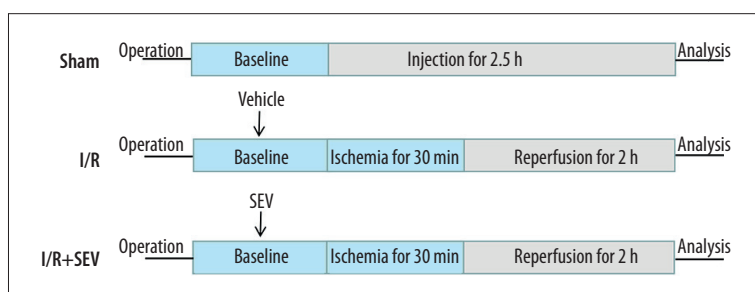 Sham Operation Baseline Injection for 2.5 h Analysis
Vehicle
I/R Operation Baseline Ischemia for 30 min Reperfusion for 2 h Analysis
SEV
I/R+SEV Operation Baseline Ischemia for 30 min Reperfusion for 2 h Analysis